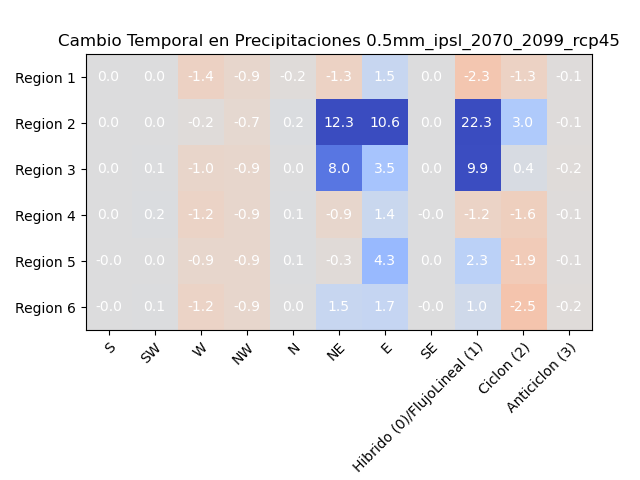 Cambio Temporal en Precipitaciones 0.5mm_ipsl_2070_2099_rcp45
Region 1 0.0 0.0 -1.4 -0.9 -0.2 -1.3 1.5 0.0 -2.3 -1.3 -0.1
Region 2 0.0 0.0 -0.2 -0.7 0.2 12.3 10.6 0.0 22.3 3.0 -0.1
Region 3 0.0 0.1 -1.0 -0.9 0.0 8.0 3.5 0.0 9.9 0.4 -0.2
Region 4 0.0 0.2 -1.2 -0.9 0.1 -0.9 1.4 -0.0 -1.2 -1.6 -0.1
Region 5 -0.0 0.0 -0.9 -0.9 0.1 -0.3 4.3 0.0 2.3 -1.9 -0.1
Region 6 -0.0 0.1 -1.2 -0.9 0.0 1.5 1.7 -0.0 1.0 -2.5 -0.2
S SW W NW N NE E SE Hibrido (0)/FlujoLineal (1) Ciclon (2) Anticiclon (3)